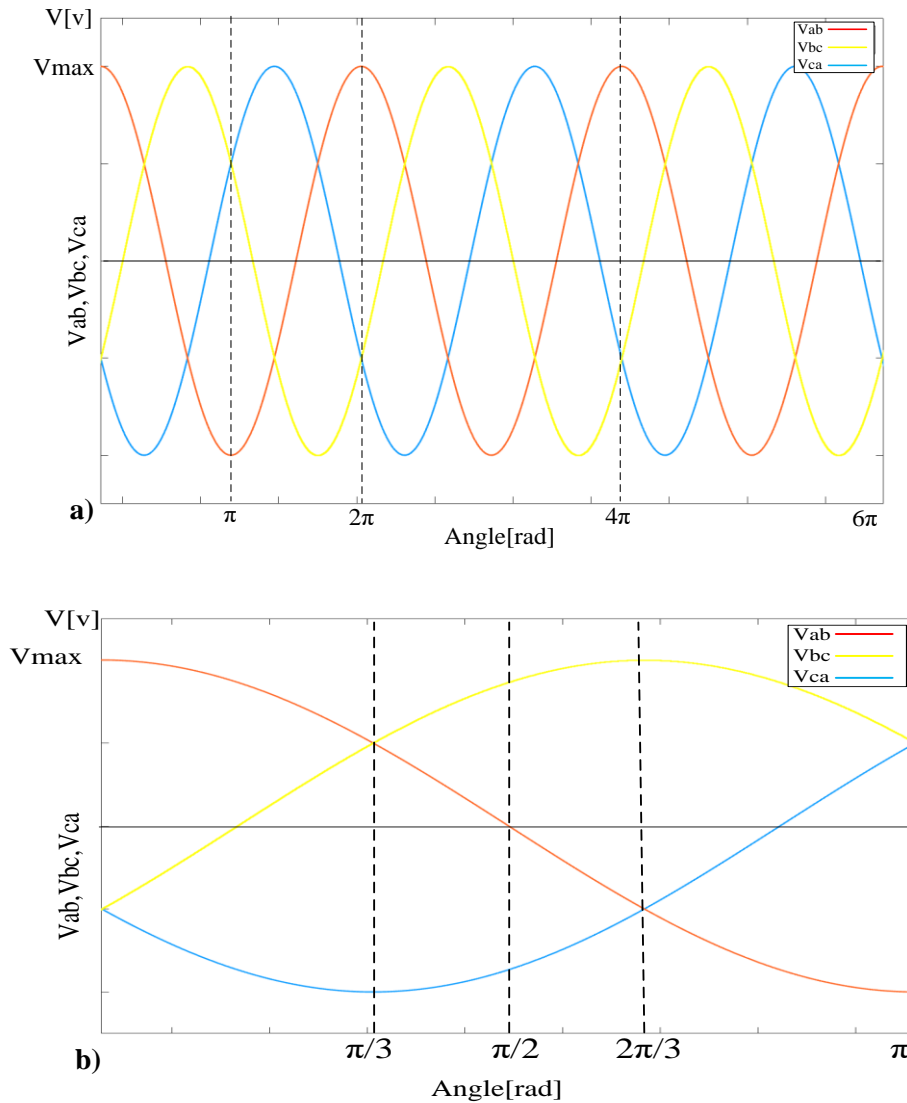 V[v]
Vab
Vbc
Vca
Vmax
Vab,Vbc,Vca
a)
π
2π
4π
6π
Angle[rad]
V[v]
Vab
Vbc
Vca
Vmax
Vab,Vbc,Vca
b)
π/3
π/2
2π/3
π
Angle[rad]